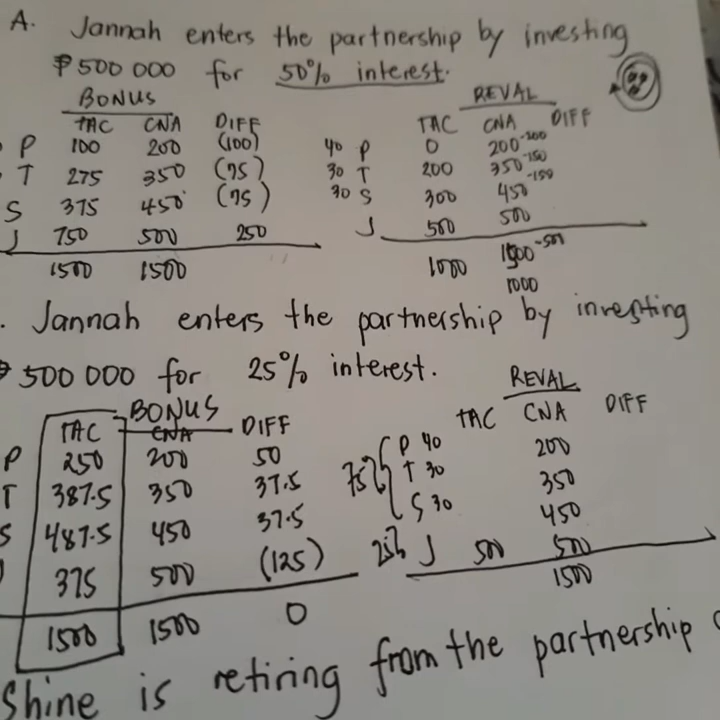 A. Jannah enters the partnership by investing
₱500 000 for 50% interest.
BONUS
TAC CNA DIFF
P 100 200 (100)
T 275 350 (75)
S 375 450 (75)
J 750 500 250
1500 1500
REVAL
TAC CNA DIFF
40 P 0 200 -200
30 T 200 350 -150
30 S 300 450 -150
J 500 500
1000 1500 -500
1000
. Jannah enters the partnership by investing
₱500 000 for 25% interest.
BONUS
TAC CNA DIFF
P 250 200 50
T 387.5 350 37.5
S 487.5 450 37.5
J 375 500 (125)
1500 1500 0
REVAL
TAC CNA DIFF
75% P 40 200
T 30 350
S 30 450
25% J 500 500
1500
Shine is retiring from the partnership